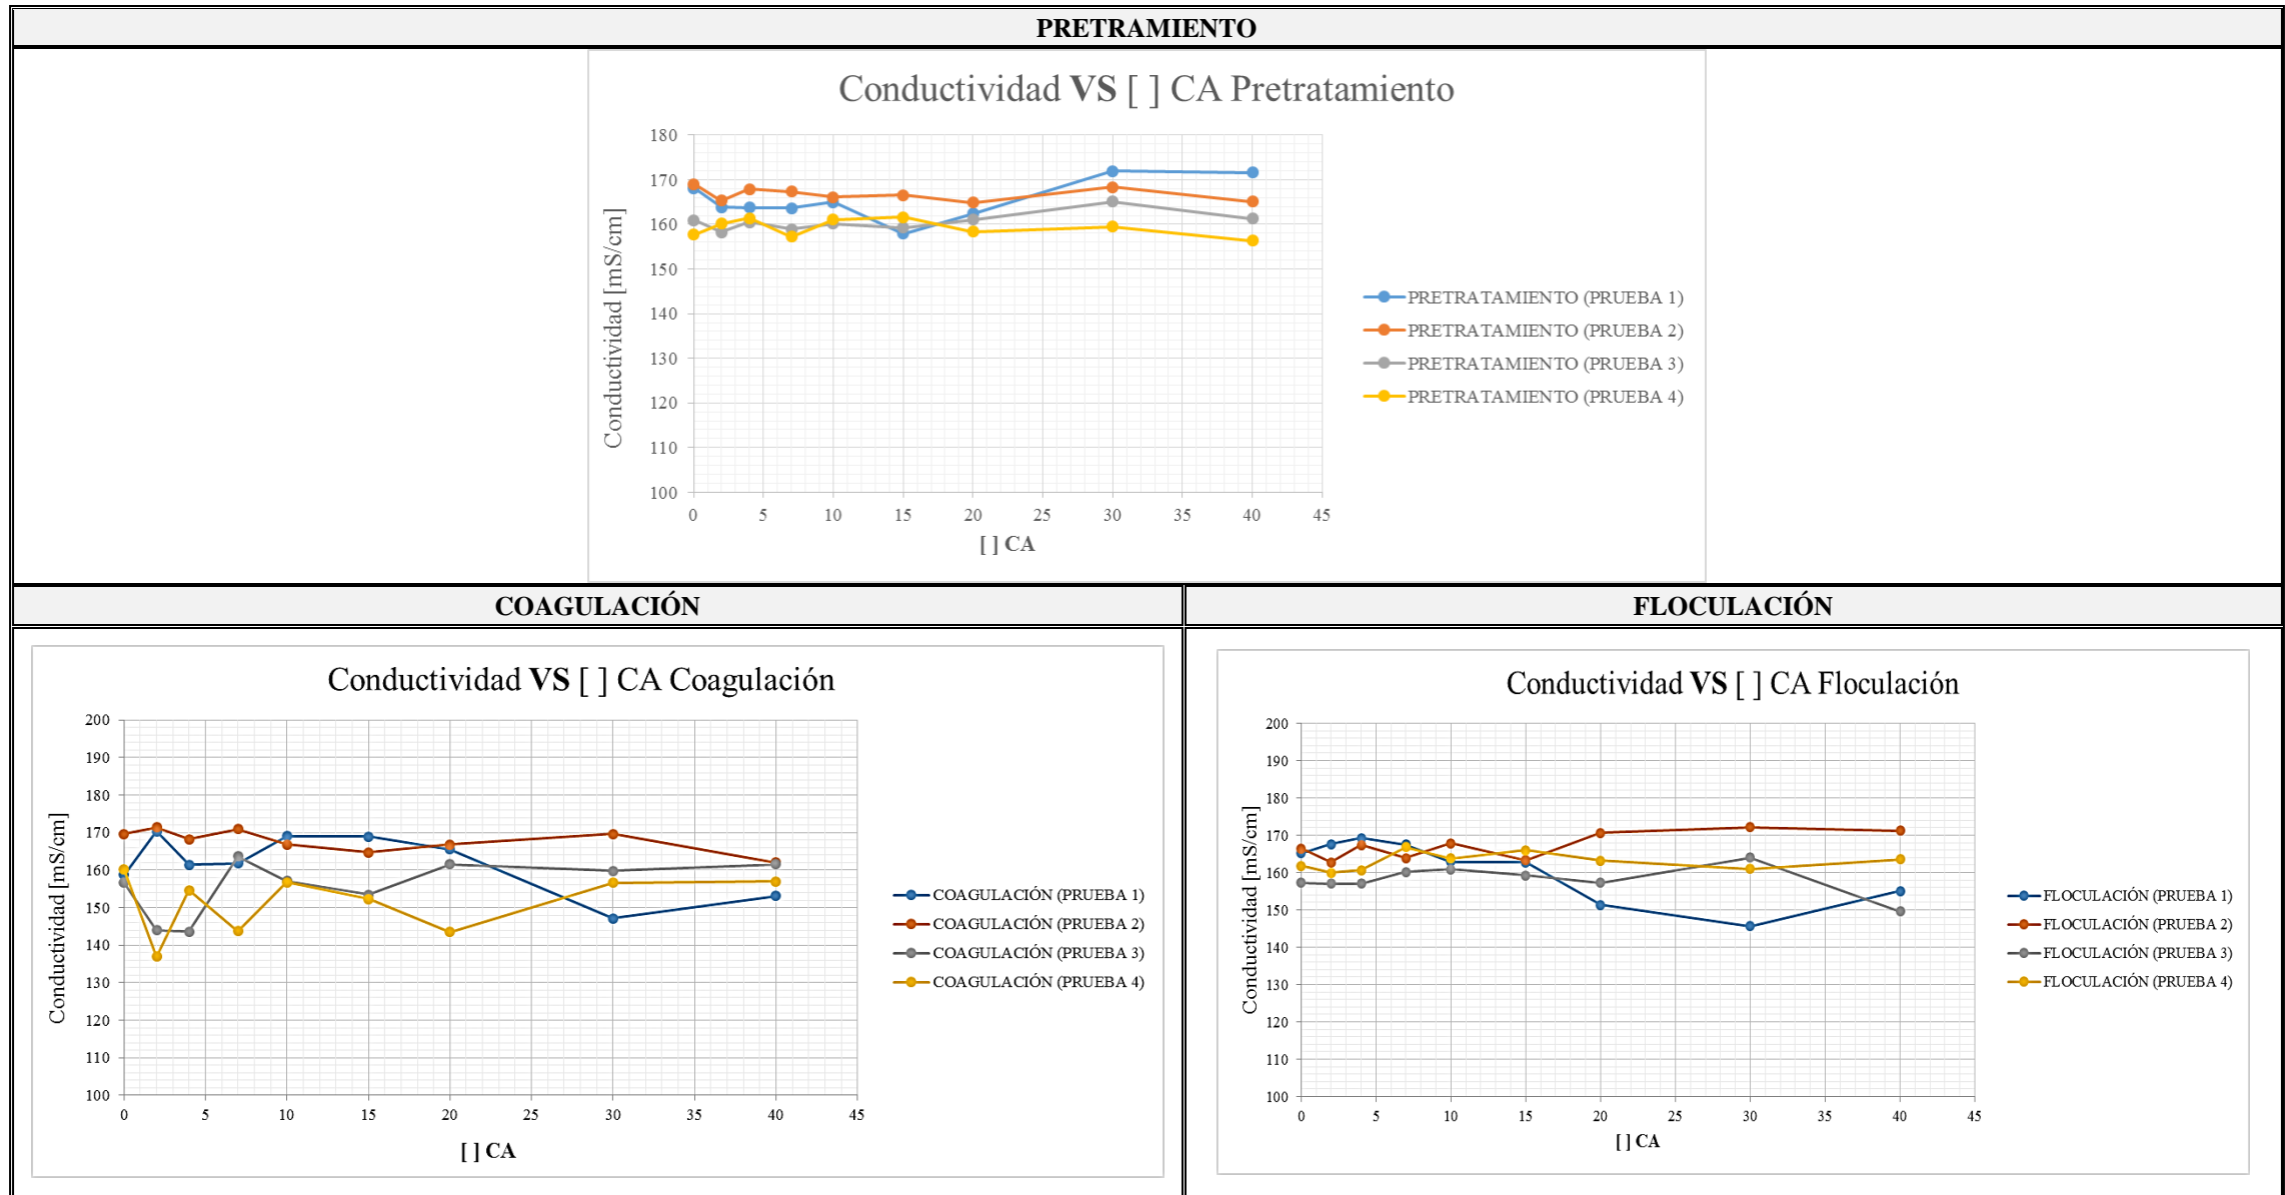 PRETRAMIENTO
Conductividad VS [ ] CA Pretratamiento
180
170
160
150
140
130
120
110
100
Conductividad [mS/cm]
0 5 10 15 20 25 30 35 40 45
[ ] CA
PRETRATAMIENTO (PRUEBA 1)
PRETRATAMIENTO (PRUEBA 2)
PRETRATAMIENTO (PRUEBA 3)
PRETRATAMIENTO (PRUEBA 4)
COAGULACIÓN
Conductividad VS [ ] CA Coagulación
200
190
180
170
160
150
140
130
120
110
100
Conductividad [mS/cm]
0 5 10 15 20 25 30 35 40 45
[ ] CA
COAGULACIÓN (PRUEBA 1)
COAGULACIÓN (PRUEBA 2)
COAGULACIÓN (PRUEBA 3)
COAGULACIÓN (PRUEBA 4)
FLOCULACIÓN
Conductividad VS [ ] CA Floculación
200
190
180
170
160
150
140
130
120
110
100
Conductividad [mS/cm]
0 5 10 15 20 25 30 35 40 45
[ ] CA
FLOCULACIÓN (PRUEBA 1)
FLOCULACIÓN (PRUEBA 2)
FLOCULACIÓN (PRUEBA 3)
FLOCULACIÓN (PRUEBA 4)